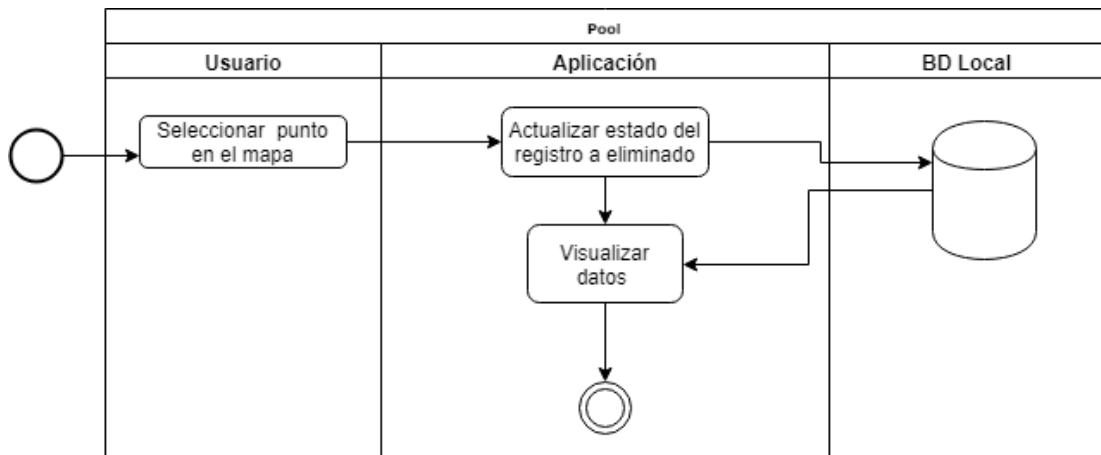 Pool
Usuario
Aplicación
BD Local
Seleccionar punto
en el mapa
Actualizar estado del
registro a eliminado
Visualizar
datos